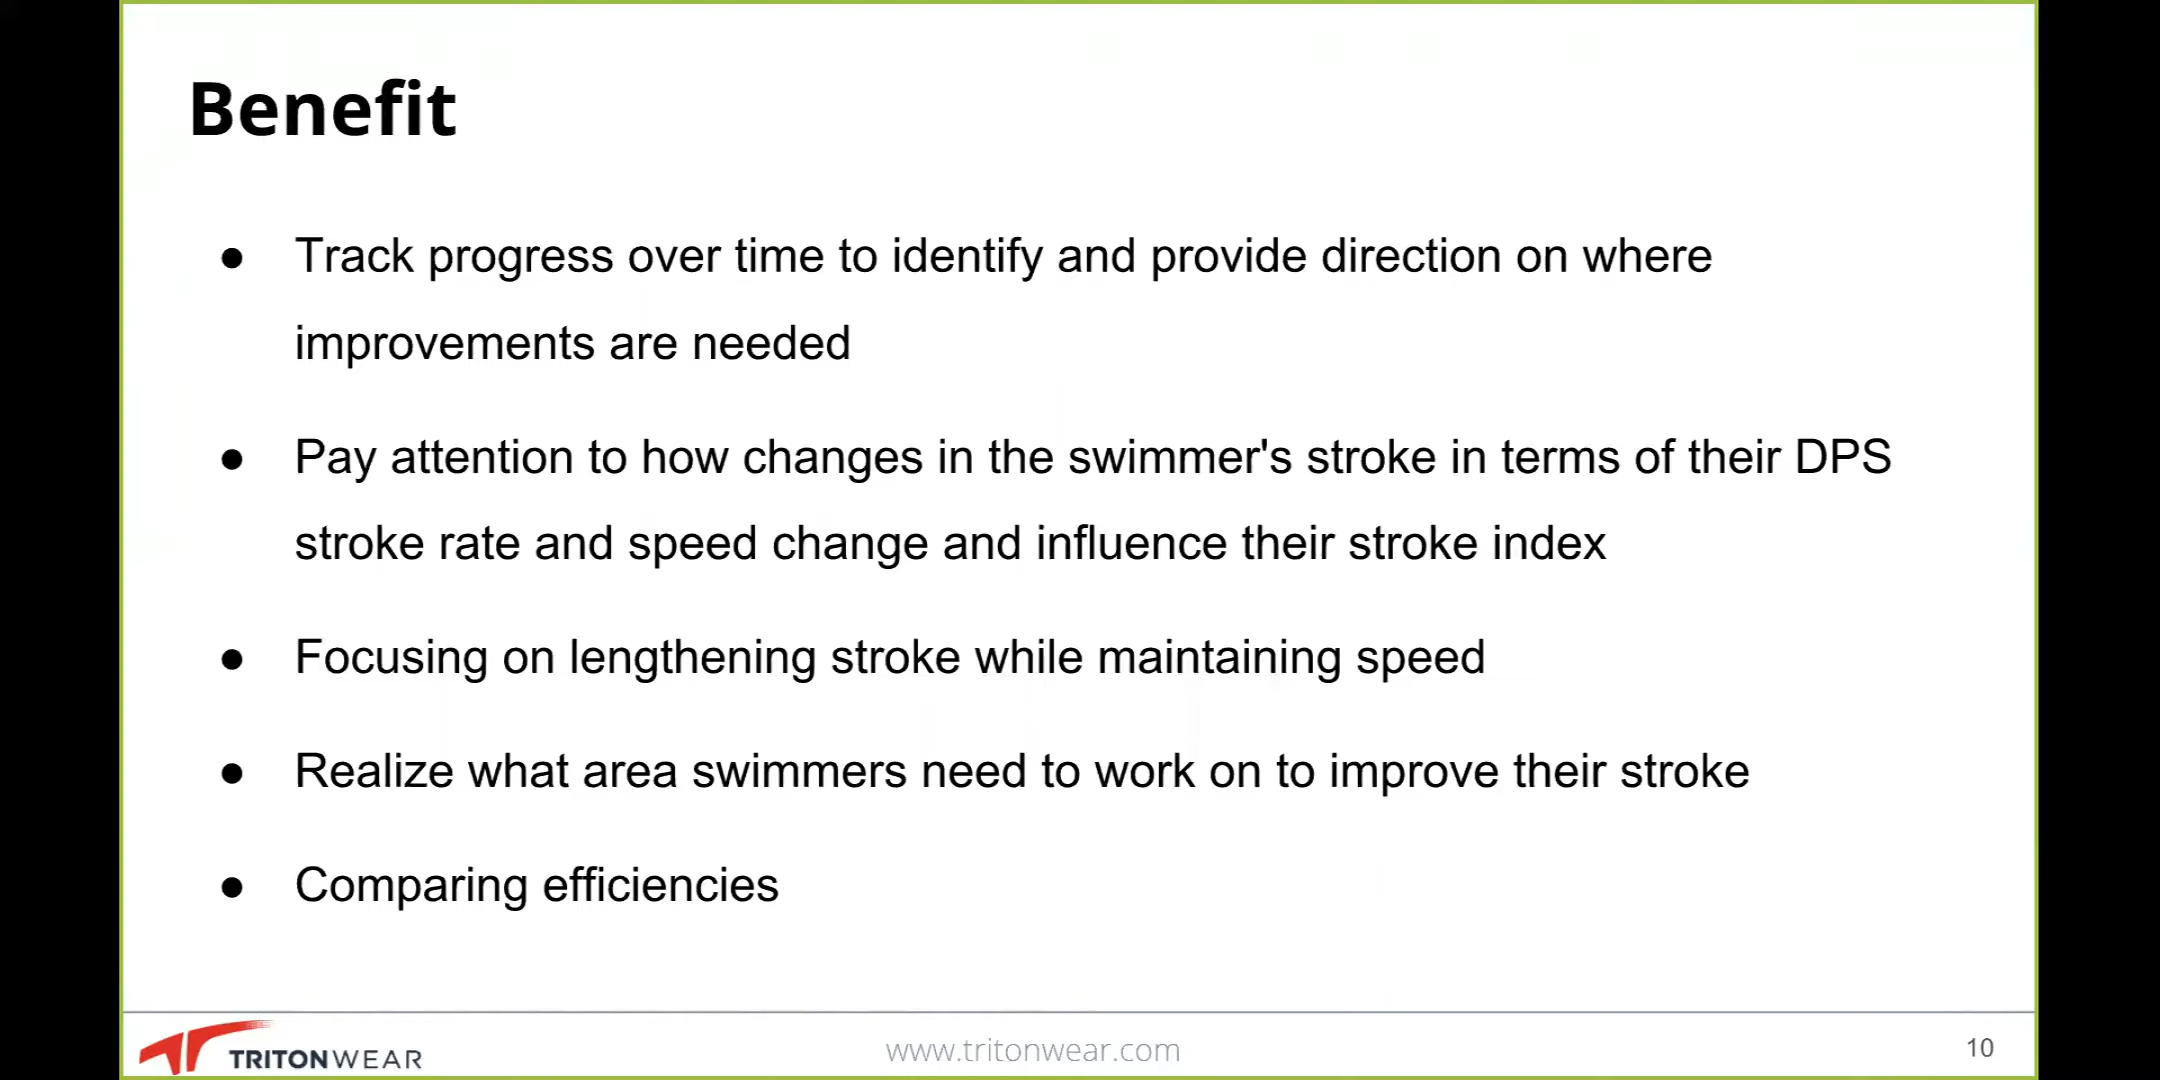 Benefit
● Track progress over time to identify and provide direction on where
improvements are needed
● Pay attention to how changes in the swimmer's stroke in terms of their DPS
stroke rate and speed change and influence their stroke index
● Focusing on lengthening stroke while maintaining speed
● Realize what area swimmers need to work on to improve their stroke
● Comparing efficiencies
TRITONWEAR
www.tritonwear.com
10